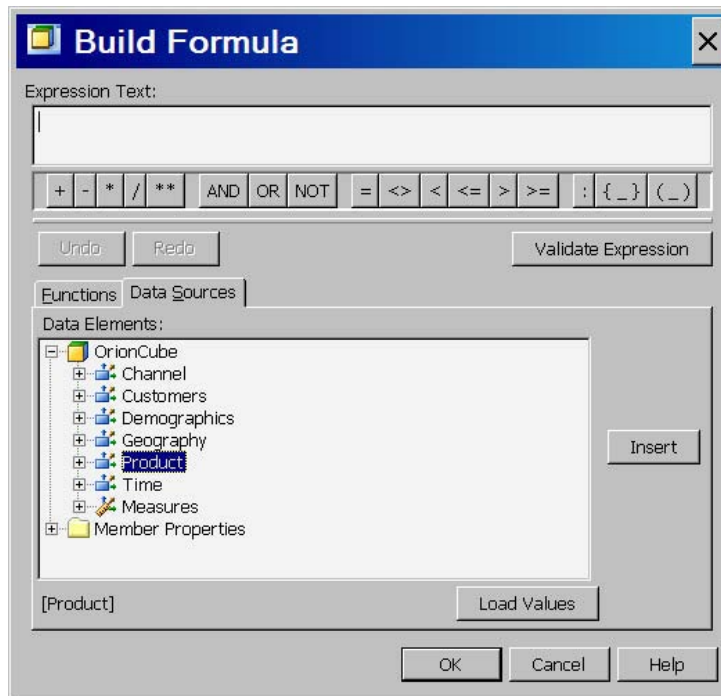 Build Formula
Expression Text:
+ - * / ** AND OR NOT = <> < <= > >= : {_} (_)
Undo Redo Validate Expression
Functions Data Sources
Data Elements:
OrionCube
Channel
Customers
Demographics
Geography
Product
Time
Measures
Member Properties
Insert
[Product] Load Values
OK Cancel Help